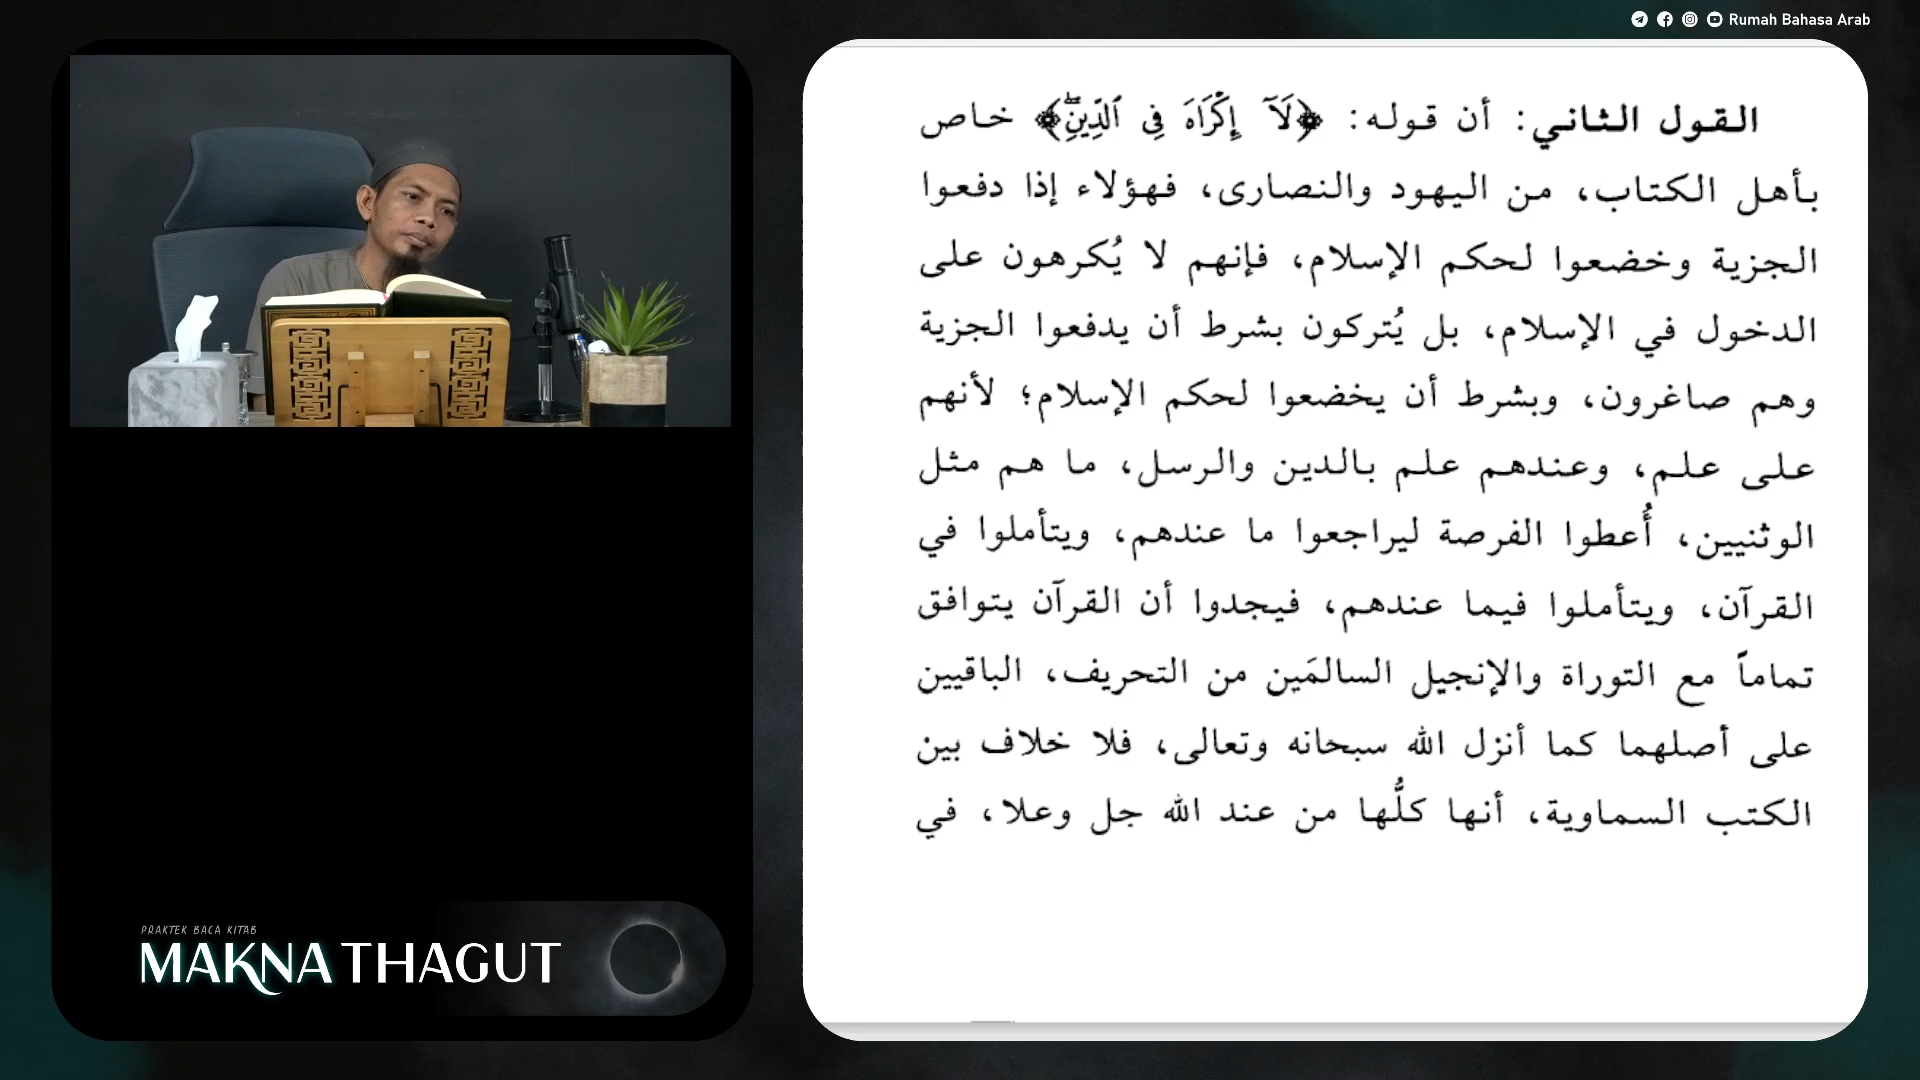 Rumah Bahasa Arab
القول الثاني: أن قوله: ﴿لَآ إِكْرَاهَ فِي ٱلدِّينِۖ﴾ خاص
بأهل الكتاب، من اليهود والنصارى، فهؤلاء إذا دفعوا
الجزية وخضعوا لحكم الإسلام، فإنهم لا يُكرهون على
الدخول في الإسلام، بل يُتركون بشرط أن يدفعوا الجزية
وهم صاغرون، وبشرط أن يخضعوا لحكم الإسلام؛ لأنهم
على علم، وعندهم علم بالدين والرسل، ما هم مثل
الوثنيين، أُعطوا الفرصة ليراجعوا ما عندهم، ويتأملوا في
القرآن، ويتأملوا فيما عندهم، فيجدوا أن القرآن يتوافق
تماماً مع التوراة والإنجيل السالمَين من التحريف، الباقيين
على أصلهما كما أنزل الله سبحانه وتعالى، فلا خلاف بين
الكتب السماوية، أنها كلُّها من عند الله جل وعلا، في
PRAKTEK BACA KITAB
MAKNA THAGUT